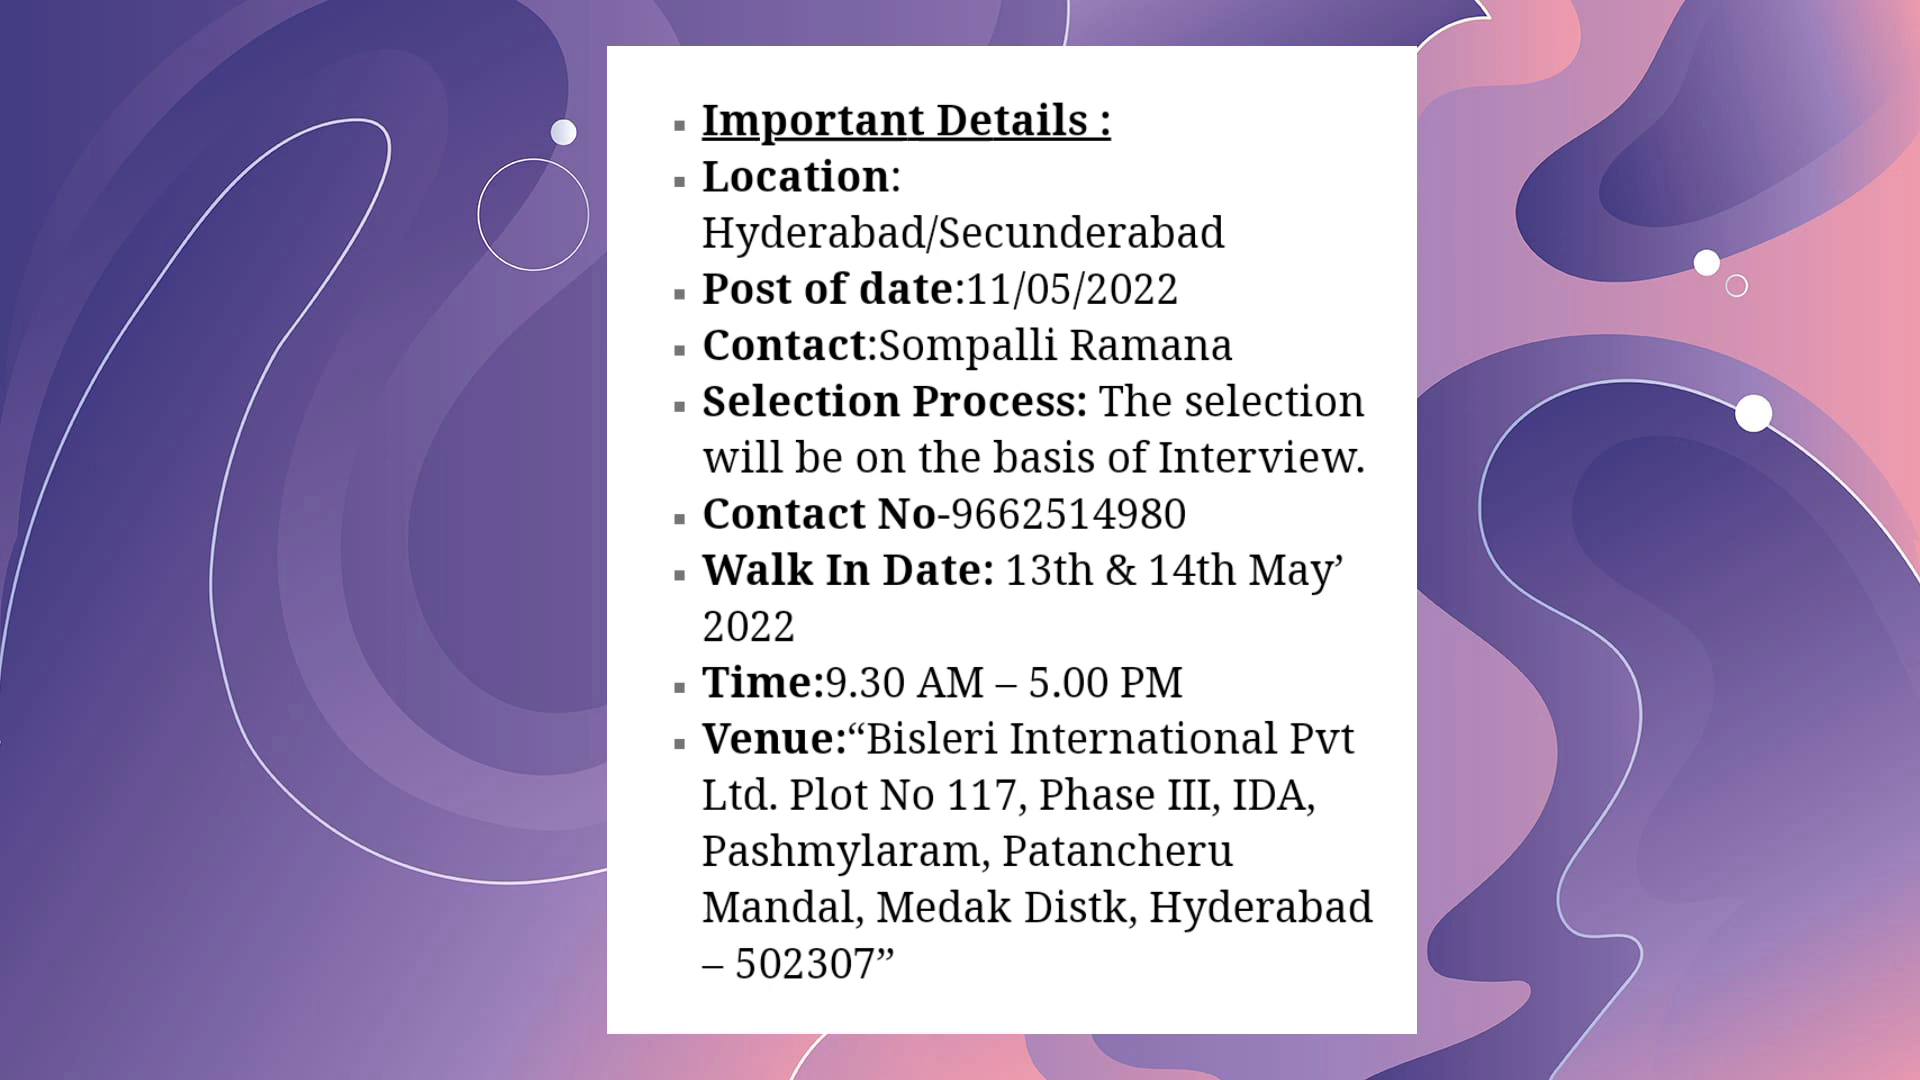 Important Details :
Location:
Hyderabad/Secunderabad
Post of date:11/05/2022
Contact:Sompalli Ramana
Selection Process: The selection
will be on the basis of Interview.
Contact No-9662514980
Walk In Date: 13th & 14th May’
2022
Time:9.30 AM – 5.00 PM
Venue:“Bisleri International Pvt
Ltd. Plot No 117, Phase III, IDA,
Pashmylaram, Patancheru
Mandal, Medak Distk, Hyderabad
– 502307”